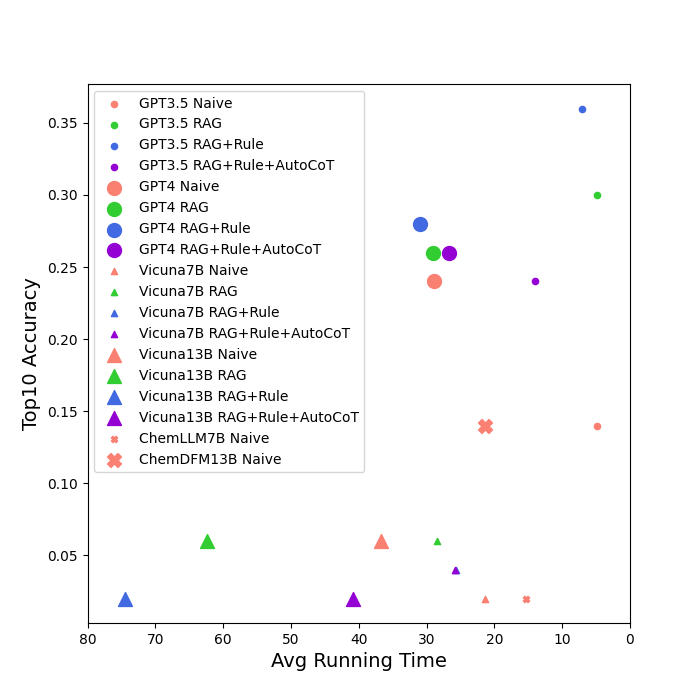 GPT3.5 Naive
GPT3.5 RAG
GPT3.5 RAG+Rule
GPT3.5 RAG+Rule+AutoCoT
GPT4 Naive
GPT4 RAG
GPT4 RAG+Rule
GPT4 RAG+Rule+AutoCoT
Vicuna7B Naive
Vicuna7B RAG
Vicuna7B RAG+Rule
Vicuna7B RAG+Rule+AutoCoT
Vicuna13B Naive
Vicuna13B RAG
Vicuna13B RAG+Rule
Vicuna13B RAG+Rule+AutoCoT
ChemLLM7B Naive
ChemDFM13B Naive
Top10 Accuracy
0.35
0.30
0.25
0.20
0.15
0.10
0.05
80 70 60 50 40 30 20 10 0
Avg Running Time